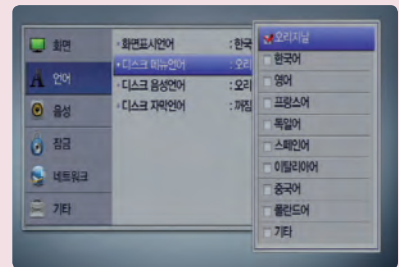 화면
언어
음성
잠금
네트워크
기타
• 화면표시언어 : 한국
• 디스크 메뉴언어 : 오리
• 디스크 음성언어 : 오리
• 디스크 자막언어 : 꺼짐
오리지날
한국어
영어
프랑스어
독일어
스페인어
이탈리아어
중국어
폴란드어
기타